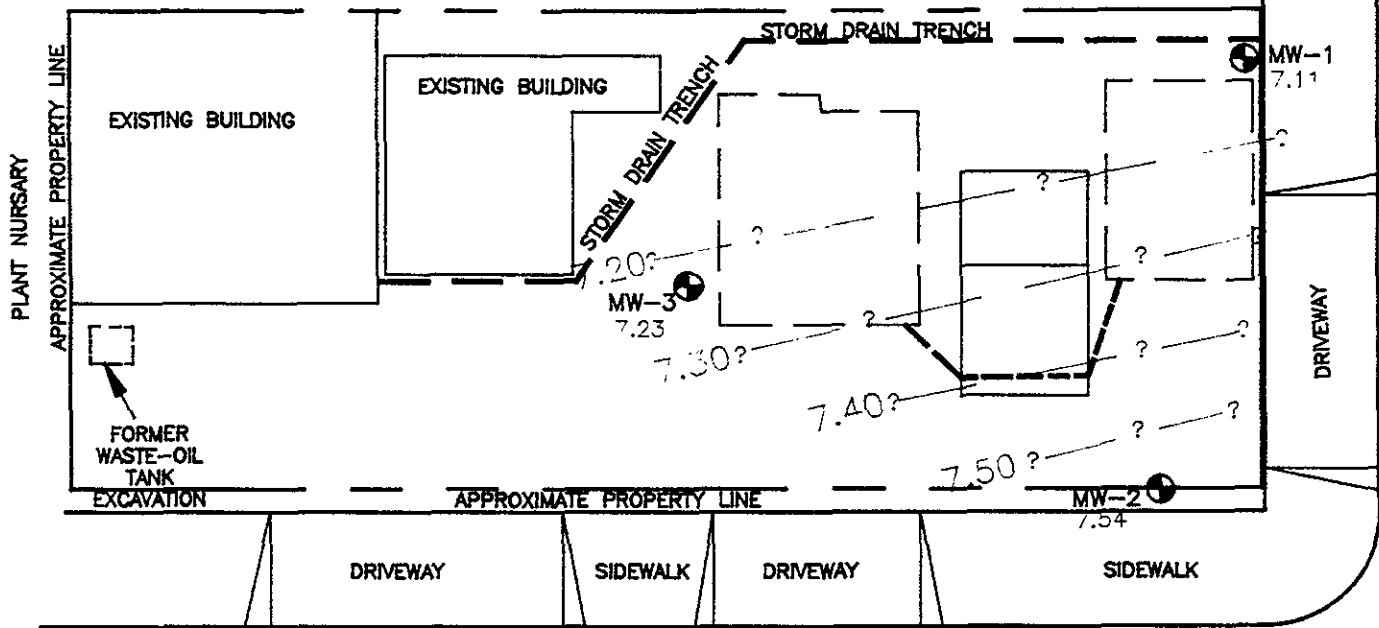 STORM DRAIN TRENCH
MW-1
7.11
EXISTING BUILDING
EXISTING BUILDING
STORM DRAIN TRENCH
PLANT NURSARY
APPROXIMATE PROPERTY LINE
?
?
?
7.20?
MW-3
7.23
?
?
7.30?
DRIVEWAY
?
?
7.40?
FORMER
WASTE-OIL
TANK
EXCAVATION
?
?
7.50?
APPROXIMATE PROPERTY LINE
MW-2
7.54
DRIVEWAY
SIDEWALK
DRIVEWAY
SIDEWALK